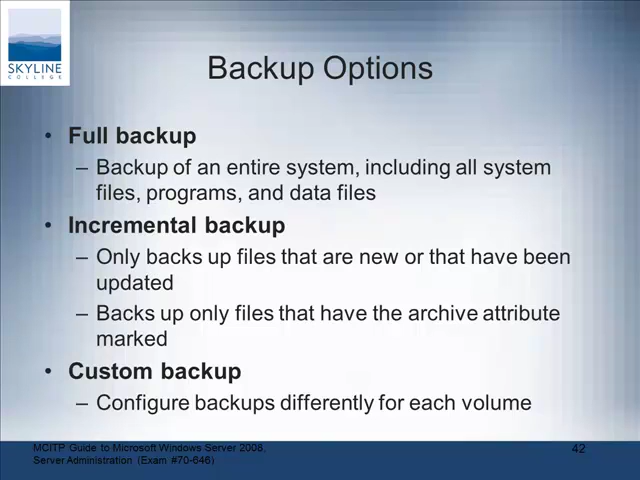 SKYLINE
COLLEGE
Backup Options
• Full backup
– Backup of an entire system, including all system
files, programs, and data files
• Incremental backup
– Only backs up files that are new or that have been
updated
– Backs up only files that have the archive attribute
marked
• Custom backup
– Configure backups differently for each volume
MCITP Guide to Microsoft Windows Server 2008,
Server Administration (Exam #70-646)
42